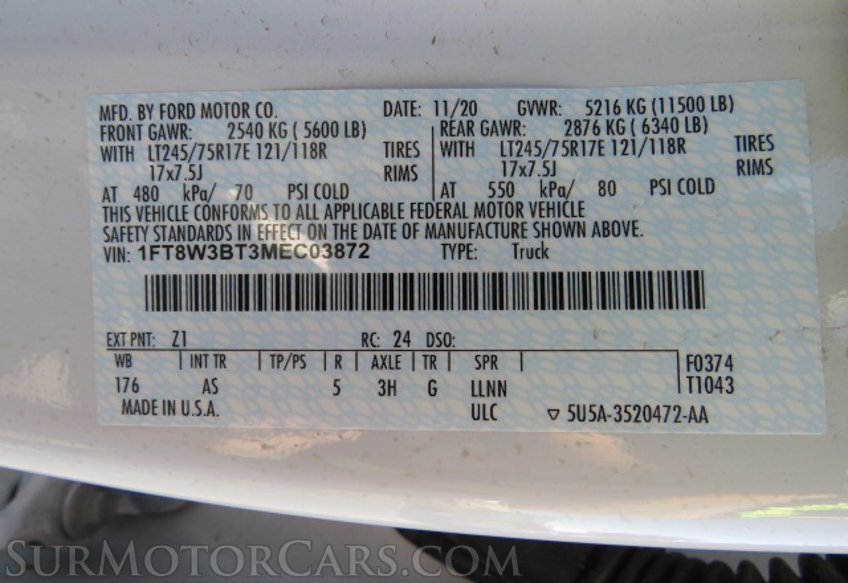 MFD. BY FORD MOTOR CO. DATE: 11/20 GVWR: 5216 KG (11500 LB)
FRONT GAWR: 2540 KG ( 5600 LB) REAR GAWR: 2876 KG ( 6340 LB)
WITH LT245/75R17E 121/118R TIRES WITH LT245/75R17E 121/118R TIRES
17x7.5J RIMS 17x7.5J RIMS
AT 480 kPa/ 70 PSI COLD AT 550 kPa/ 80 PSI COLD
THIS VEHICLE CONFORMS TO ALL APPLICABLE FEDERAL MOTOR VEHICLE
SAFETY STANDARDS IN EFFECT ON THE DATE OF MANUFACTURE SHOWN ABOVE.
VIN: 1FT8W3BT3MEC03872 TYPE: Truck
EXT PNT: Z1 RC: 24 DSO:
WB INT TR TP/PS R AXLE TR SPR F0374
176 AS 5 3H G LLNN T1043
MADE IN U.S.A. ULC ▽ 5U5A-3520472-AA
SURMOTORCARS.COM